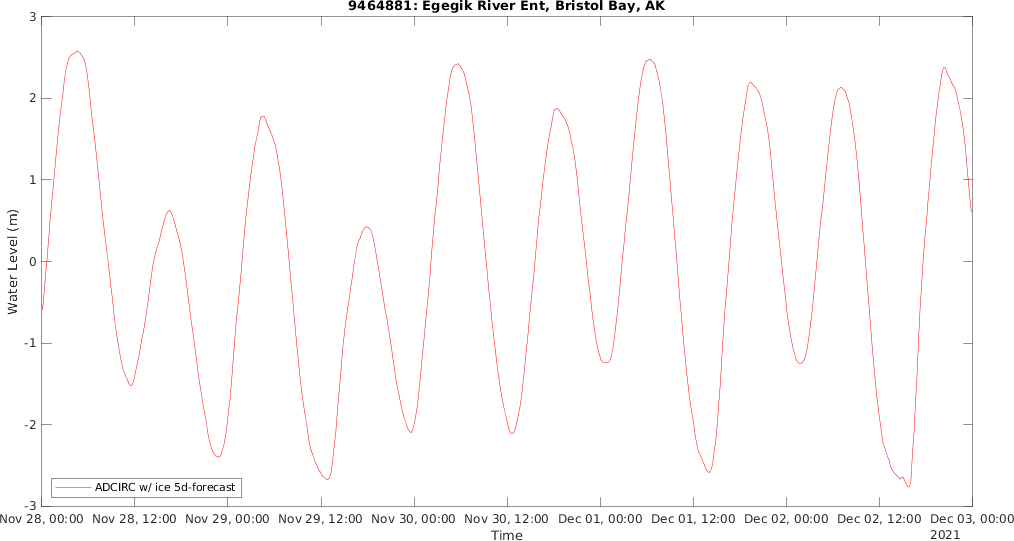 9464881: Egegik River Ent, Bristol Bay, AK
3
2
1
0
-1
-2
-3
Water Level (m)
ADCIRC w/ ice 5d-forecast
Nov 28, 00:00 Nov 28, 12:00 Nov 29, 00:00 Nov 29, 12:00 Nov 30, 00:00 Nov 30, 12:00 Dec 01, 00:00 Dec 01, 12:00 Dec 02, 00:00 Dec 02, 12:00 Dec 03, 00:00
Time
2021